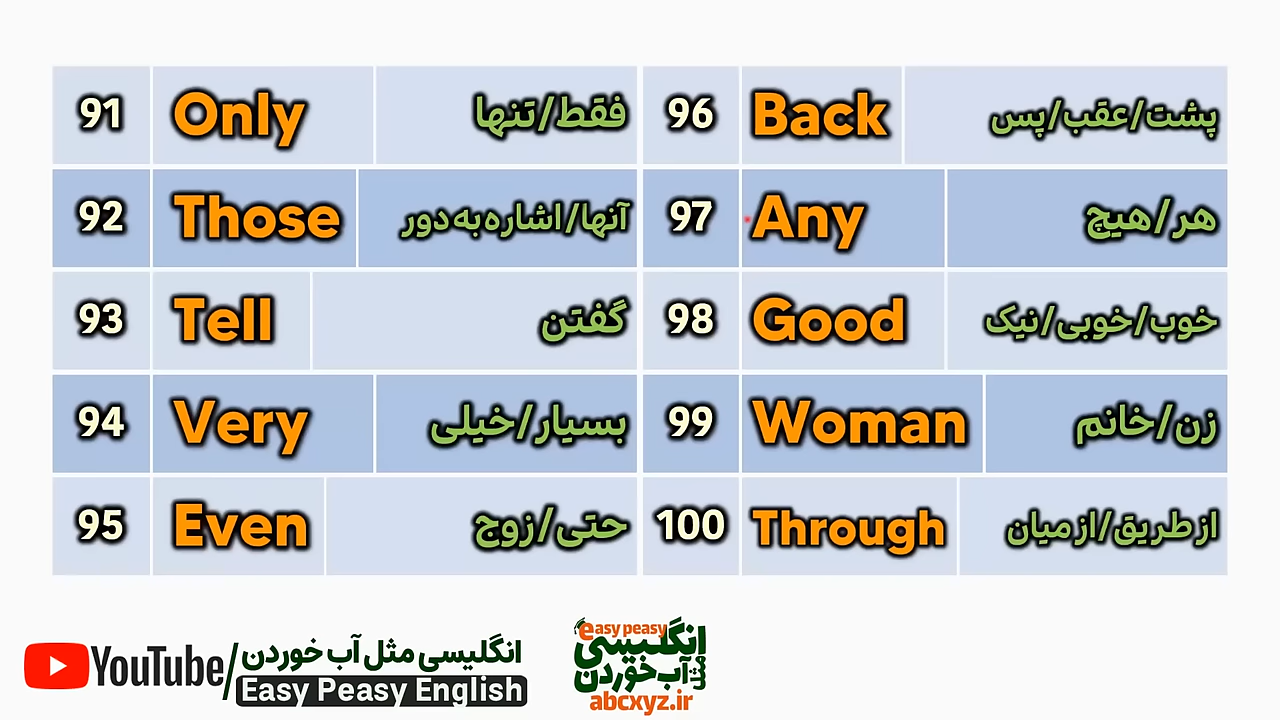 91 Only فقط/تنها
92 Those آنها/اشاره به دور
93 Tell گفتن
94 Very بسیار/خیلی
95 Even حتی/زوج
96 Back پشت/عقب/پس
97 Any هر/هیچ
98 Good خوب/خوبی/نیک
99 Woman زن/خانم
100 Through از طریق/از میان
YouTube/انگلیسی مثل آب خوردن
Easy Peasy English
easy peasy
انگلیسی
مثل آب خوردن
abcxyz.ir